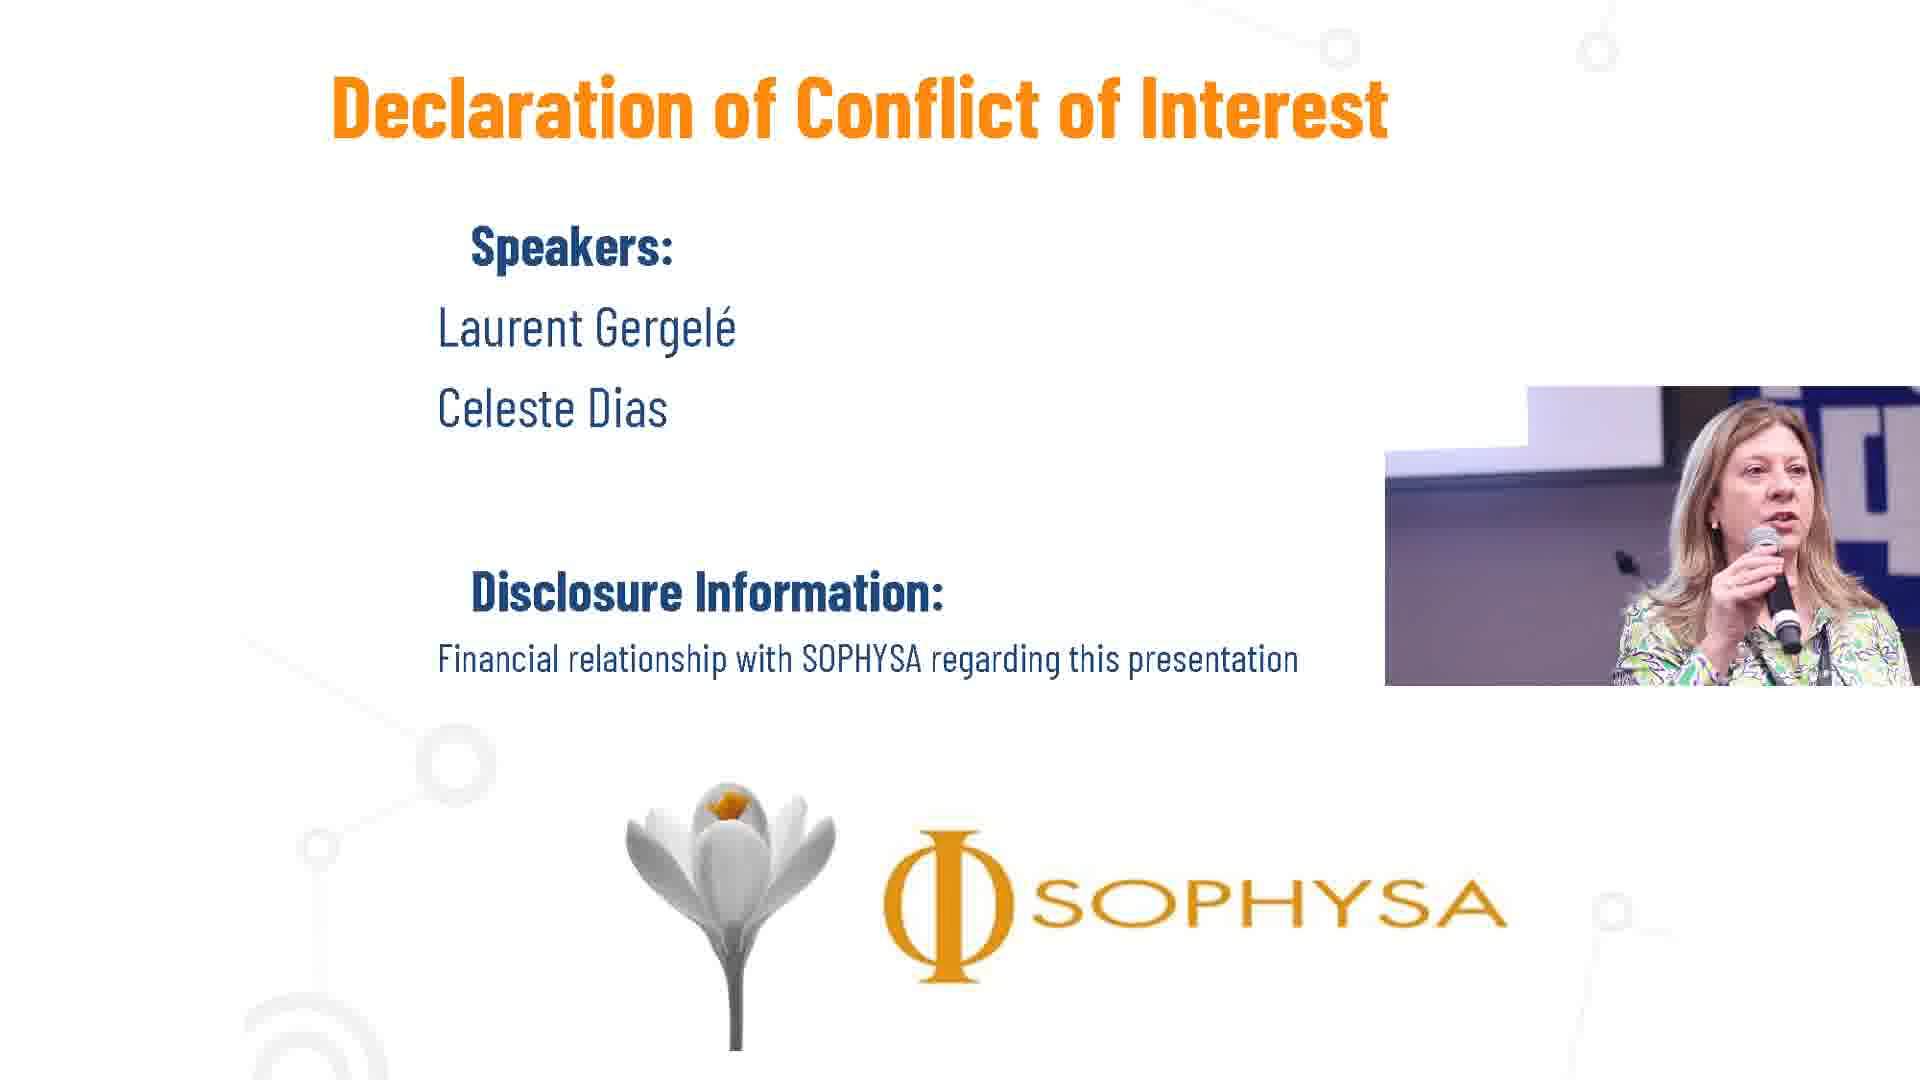 Declaration of Conflict of Interest
Speakers:
Laurent Gergelé
Celeste Dias
Disclosure Information:
Financial relationship with SOPHYSA regarding this presentation
SOPHYSA